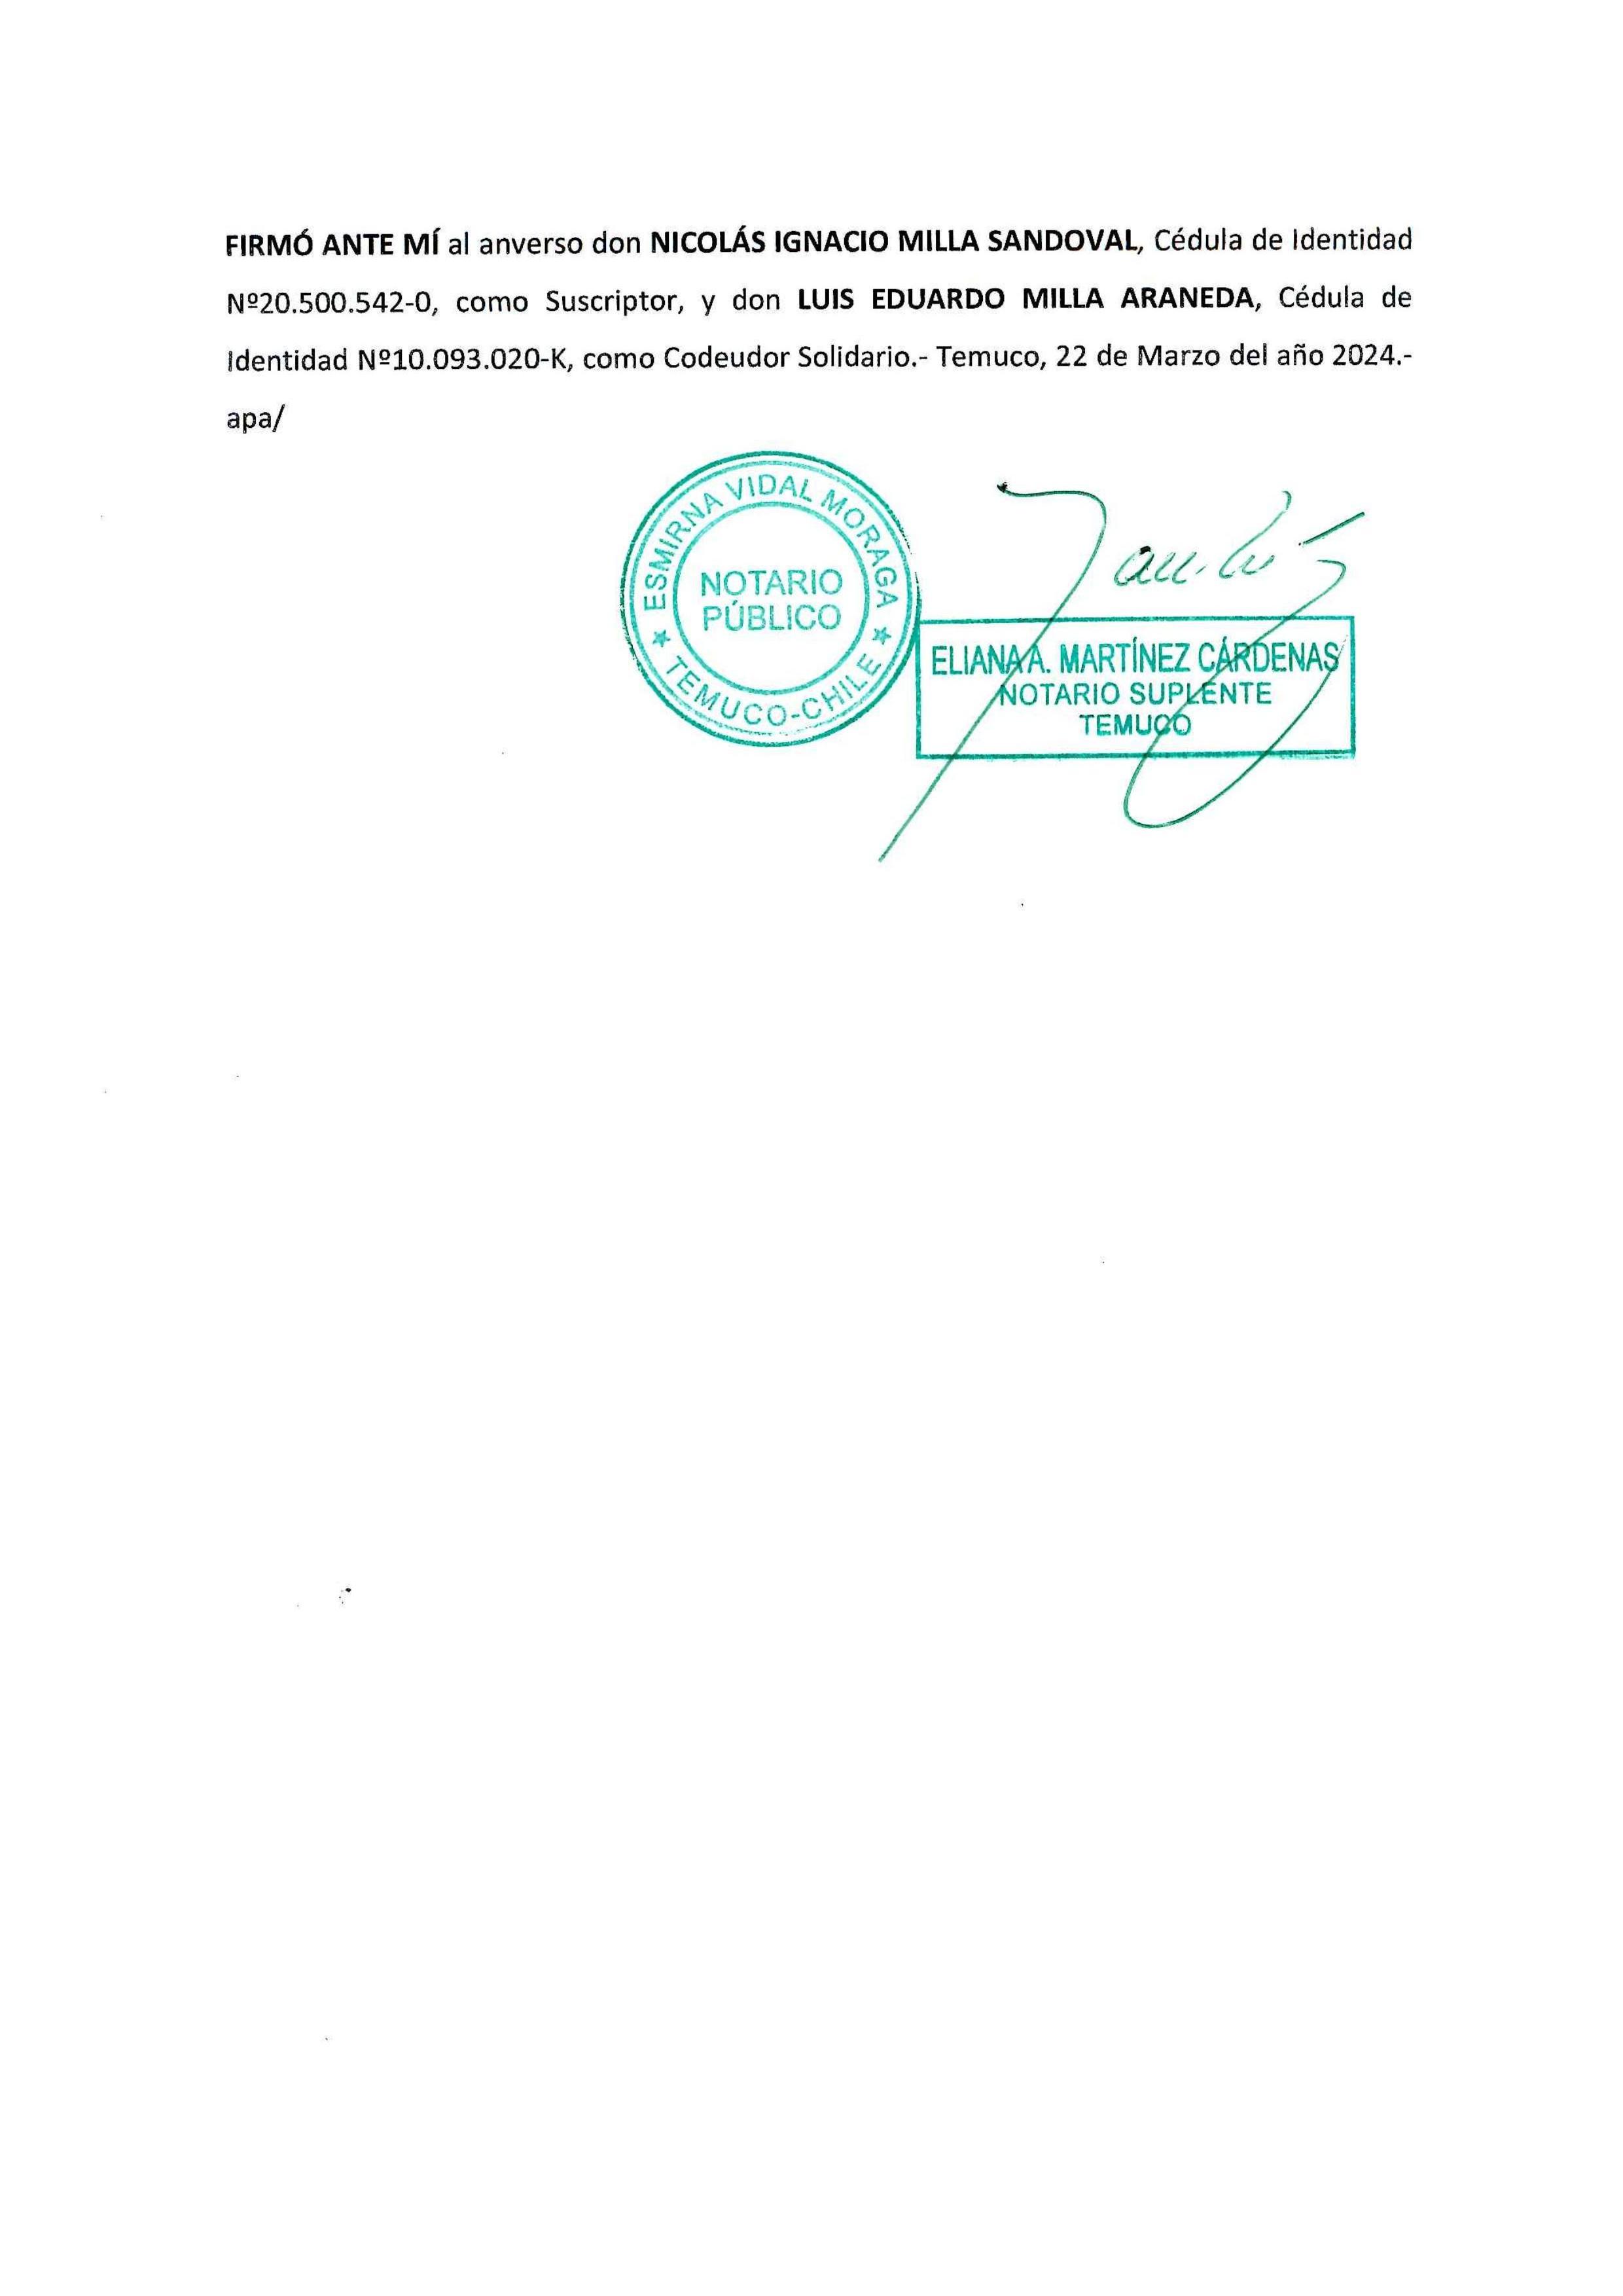 FIRMÓ ANTE MÍ al anverso don NICOLÁS IGNACIO MILLA SANDOVAL, Cédula de Identidad
Nº20.500.542-0, como Suscriptor, y don LUIS EDUARDO MILLA ARANEDA, Cédula de
Identidad Nº10.093.020-K, como Codeudor Solidario.- Temuco, 22 de Marzo del año 2024.-
apa/
ESMIRNA VIDAL MORAGA
NOTARIO
PÚBLICO
★ TEMUCO-CHILE ★
ELIANA A. MARTÍNEZ CÁRDENAS
NOTARIO SUPLENTE
TEMUCO